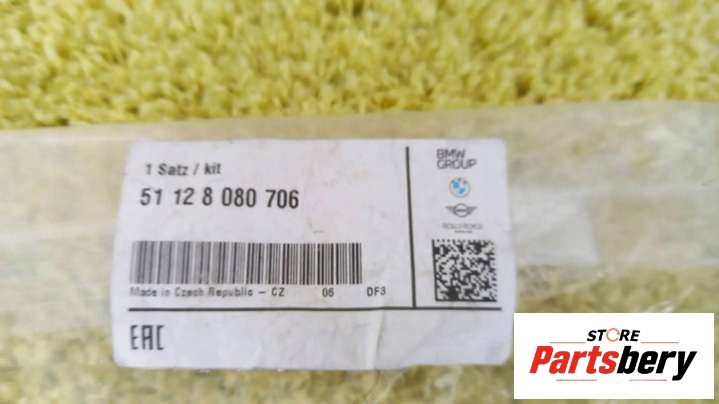 1 Satz / kit
51 12 8 080 706
Made in Czech Republic - CZ 06 DF3
EAC
BMW
GROUP
STORE
Partsbery